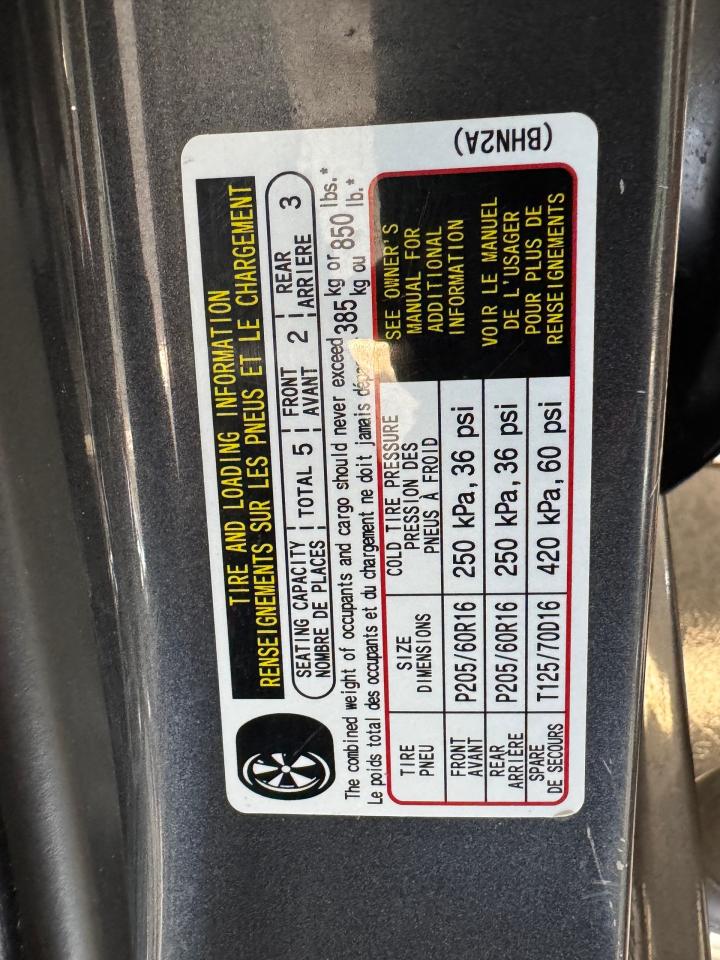 (BHN2A)
TIRE AND LOADING INFORMATION
RENSEIGNEMENTS SUR LES PNEUS ET LE CHARGEMENT
SEATING CAPACITY TOTAL 5 FRONT 2 REAR 3
NOMBRE DE PLACES AVANT ARRIERE
The combined weight of occupants and cargo should never exceed 385 kg or 850 lbs.*
Le poids total des occupants et du chargement ne doit jamais kg ou lb.*
TIRE SIZE COLD TIRE PRESSURE
PNEU DIMENSIONS PRESSION DES
PNEUS À FROID
FRONT P205/60R16 250 kPa, 36 psi
AVANT
REAR P205/60R16 250 kPa, 36 psi
ARRIÈRE
SPARE T125/70D16 420 kPa, 60 psi
DE SECOURS
SEE OWNER'S
MANUAL FOR
ADDITIONAL
INFORMATION
VOIR LE MANUEL
DE L'USAGER
POUR PLUS DE
RENSEIGNEMENTS